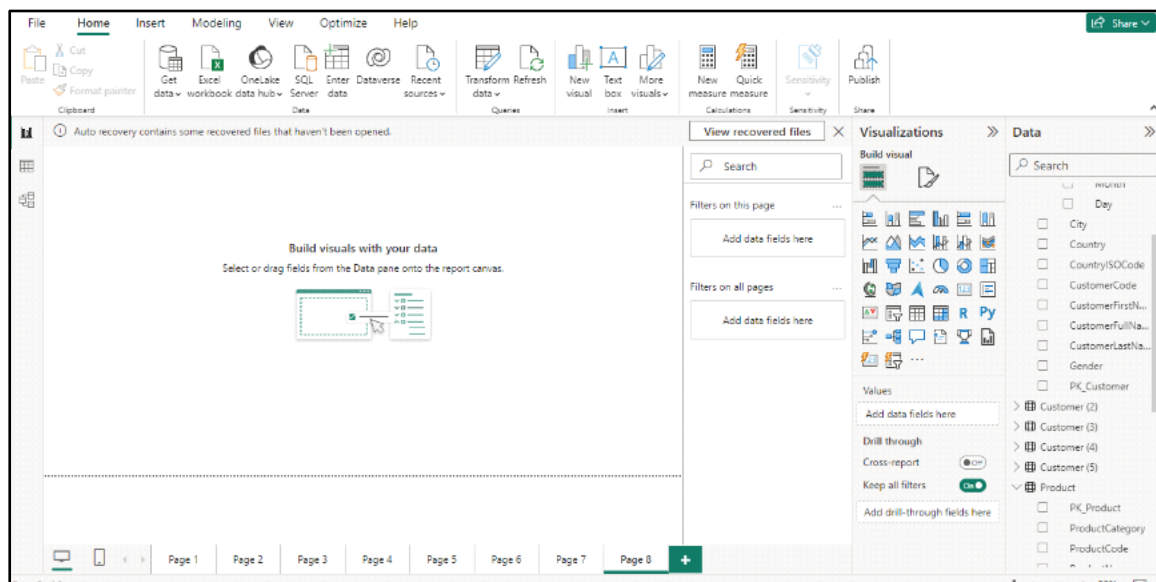 File Home Insert Modeling View Optimize Help
Share
Paste
Cut
Copy
Format painter
Clipboard
Get data
Excel workbook
OneLake data hub
SQL Server
Enter data
Dataverse
Recent sources
Data
Transform data
Refresh
Queries
New visual
Text box
More visuals
Insert
New measure
Quick measure
Calculations
Sensitivity
Sensitivity
Publish
Share
Auto recovery contains some recovered files that haven't been opened.
View recovered files
Search
Filters on this page
Add data fields here
Filters on all pages
Add data fields here
Build visuals with your data
Select or drag fields from the Data pane onto the report canvas.
Visualizations
Build visual
R Py
123
Values
Add data fields here
Drill through
Cross-report Off
Keep all filters On
Add drill-through fields here
Data
Search
Month
Day
City
Country
CountryISOCode
CustomerCode
CustomerFirstN...
CustomerFullNa...
CustomerLastNa...
Gender
PK_Customer
Customer (2)
Customer (3)
Customer (4)
Customer (5)
Product
PK_Product
ProductCategory
ProductCode
Page 1 Page 2 Page 3 Page 4 Page 5 Page 6 Page 7 Page 8